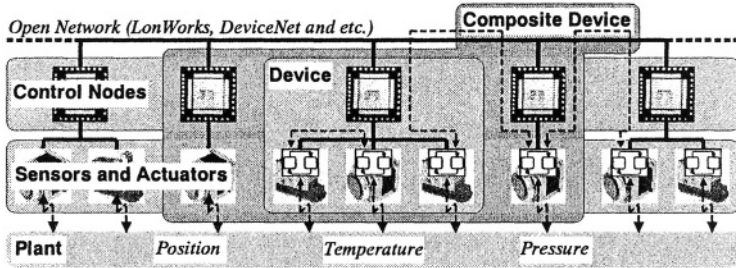 Composite Device
Open Network (LonWorks, DeviceNet and etc.)
Device
Control Nodes
Sensors and Actuators
Plant
Position
Temperature
Pressure